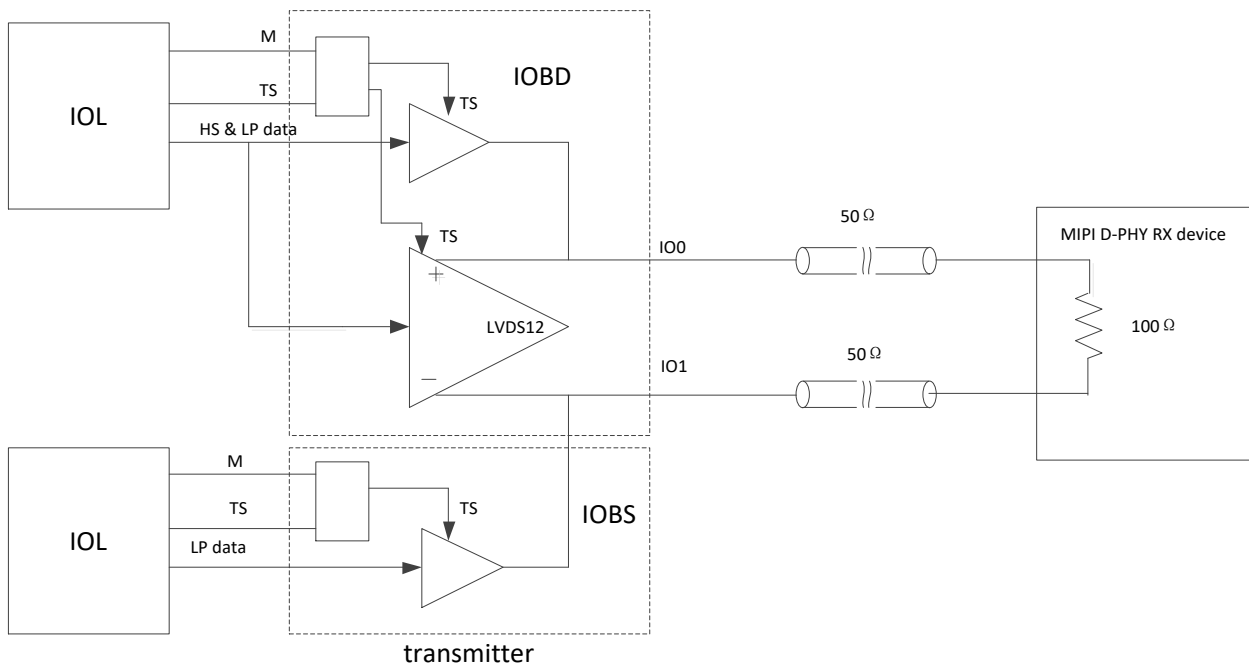 M
IOBD
TS
TS
IOL
HS & LP data
50Ω
TS
MIPI D-PHY RX device
IO0
+
LVDS12
100Ω
50Ω
IO1
−
M
TS
IOBS
TS
IOL
LP data
transmitter